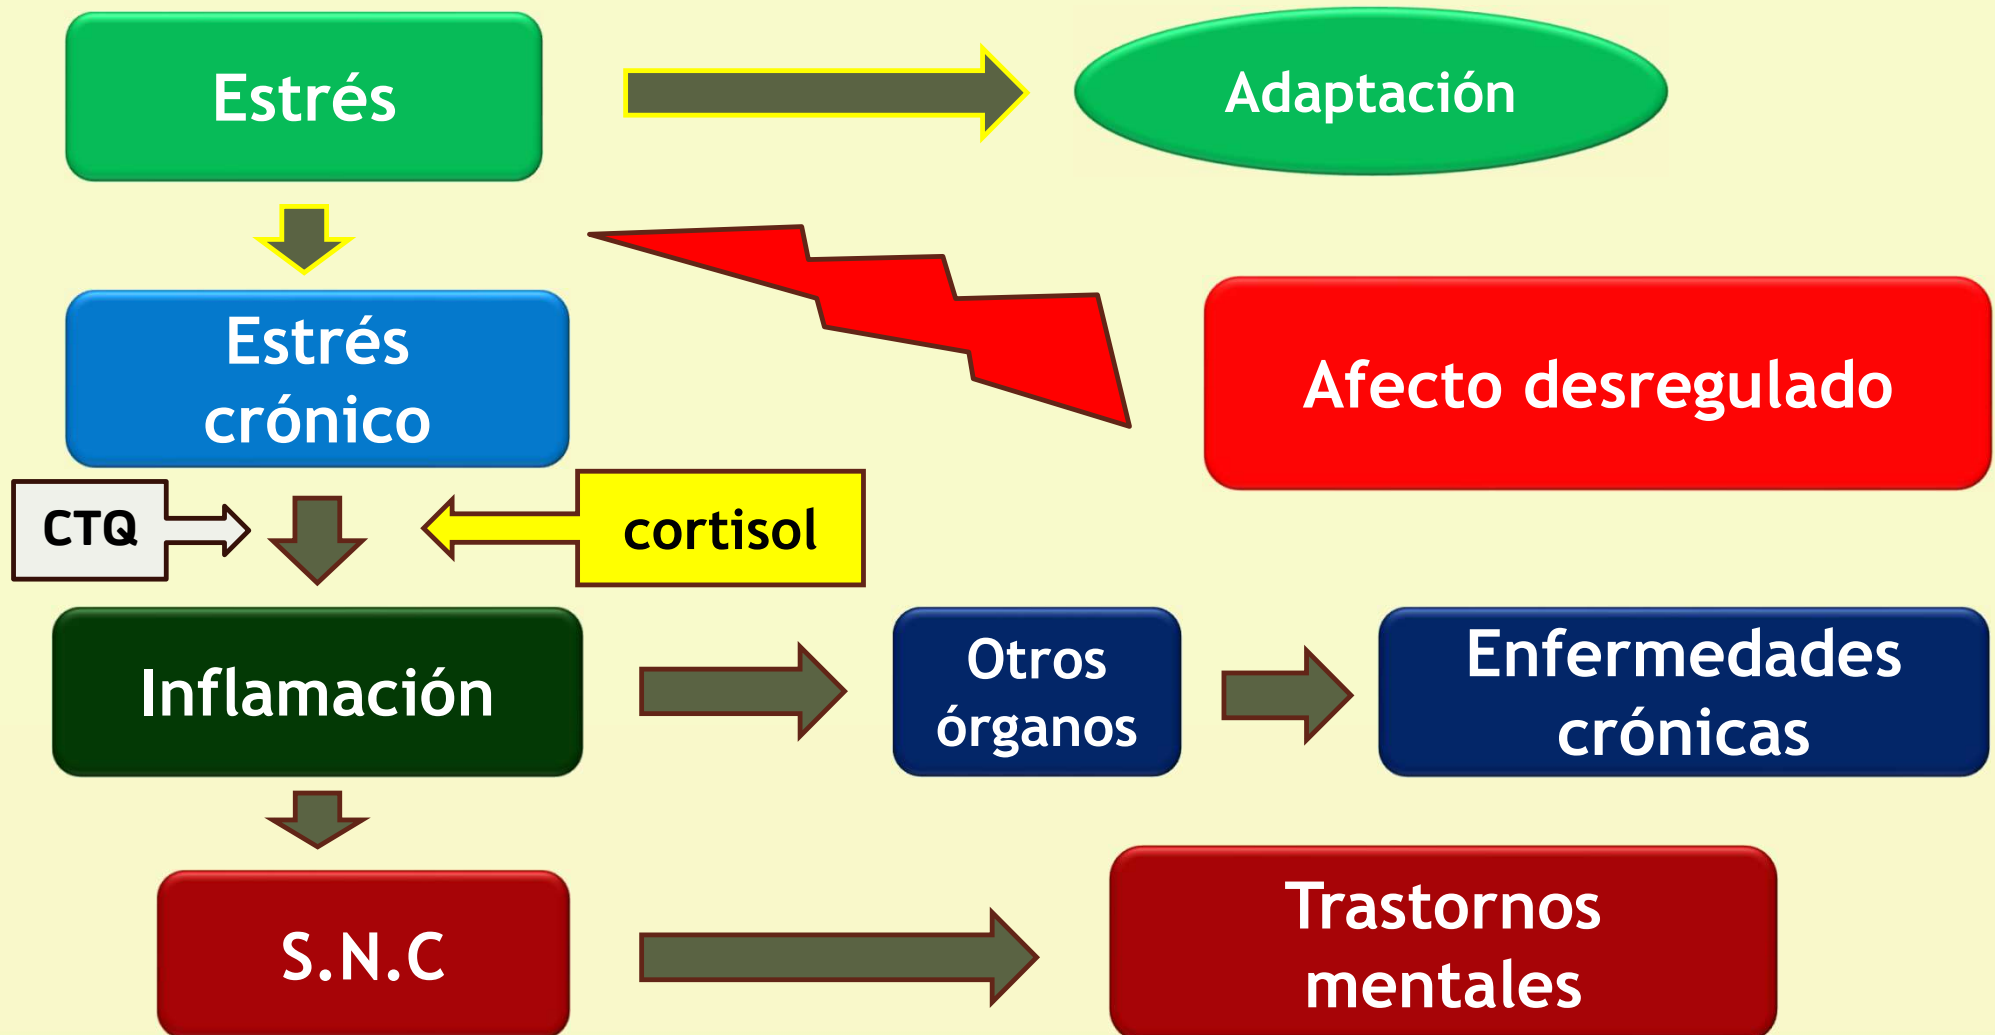 Estrés
Adaptación
Estrés
crónico
Afecto desregulado
CTQ
cortisol
Inflamación
Otros
órganos
Enfermedades
crónicas
S.N.C
Trastornos
mentales